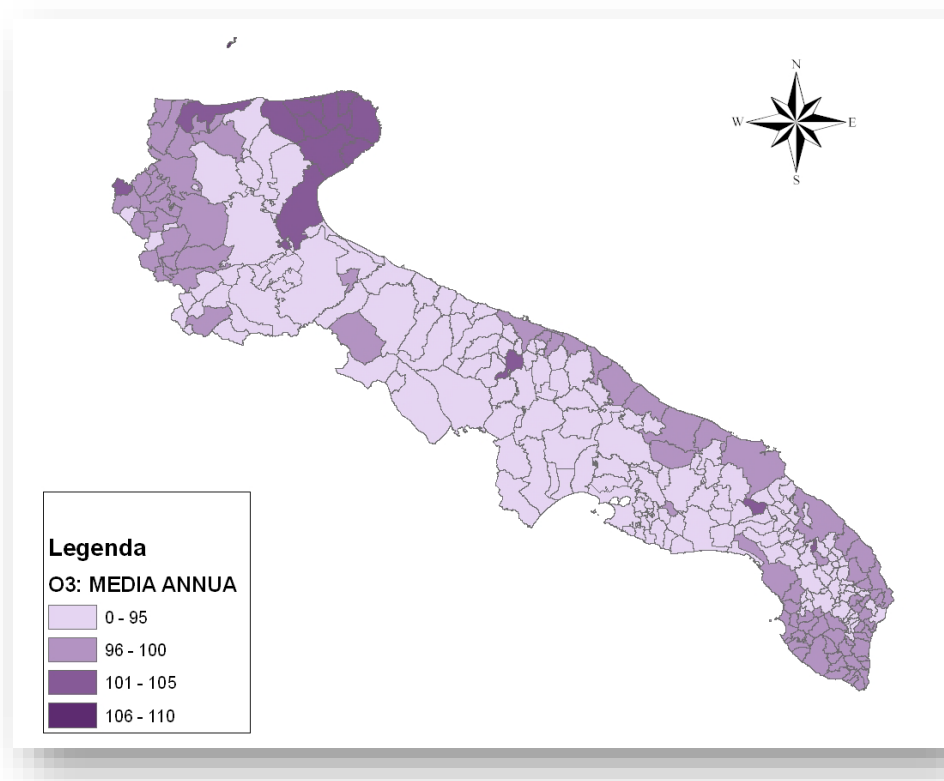 N
W E
S
Legenda
O3: MEDIA ANNUA
0 - 95
96 - 100
101 - 105
106 - 110